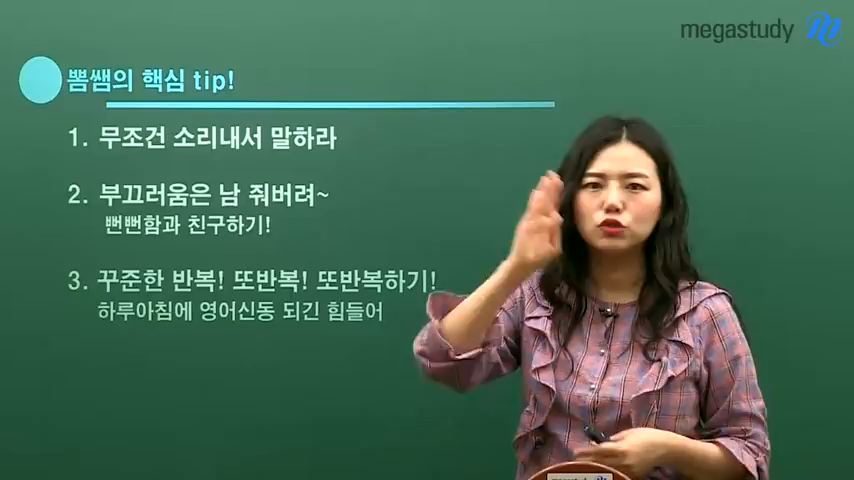 megastudy
뽐쌤의 핵심 tip!
1. 무조건 소리내서 말하라
2. 부끄러움은 남 줘버려~
뻔뻔함과 친구하기!
3. 꾸준한 반복! 또반복! 또반복하기!
하루아침에 영어신동 되긴 힘들어